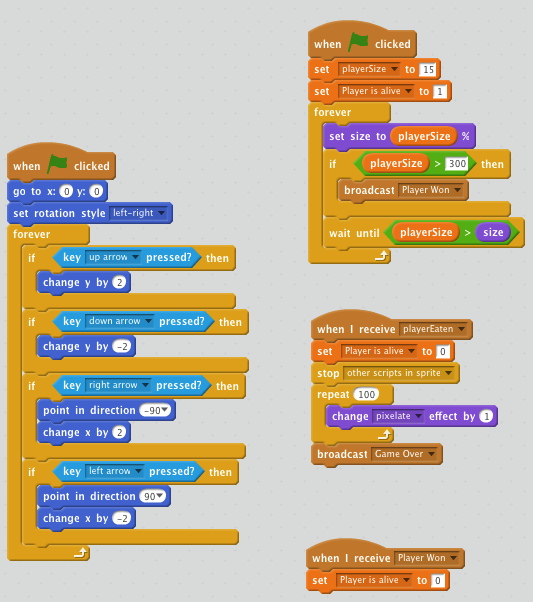 when clicked
go to x: 0 y: 0
set rotation style left-right
forever
if key up arrow pressed? then
change y by 2
if key down arrow pressed? then
change y by -2
if key right arrow pressed? then
point in direction -90
change x by 2
if key left arrow pressed? then
point in direction 90
change x by -2
when clicked
set playerSize to 15
set Player is alive to 1
forever
set size to playerSize %
if playerSize > 300 then
broadcast Player Won
wait until playerSize > size
when I receive playerEaten
set Player is alive to 0
stop other scripts in sprite
repeat 100
change pixelate effect by 1
broadcast Game Over
when I receive Player Won
set Player is alive to 0